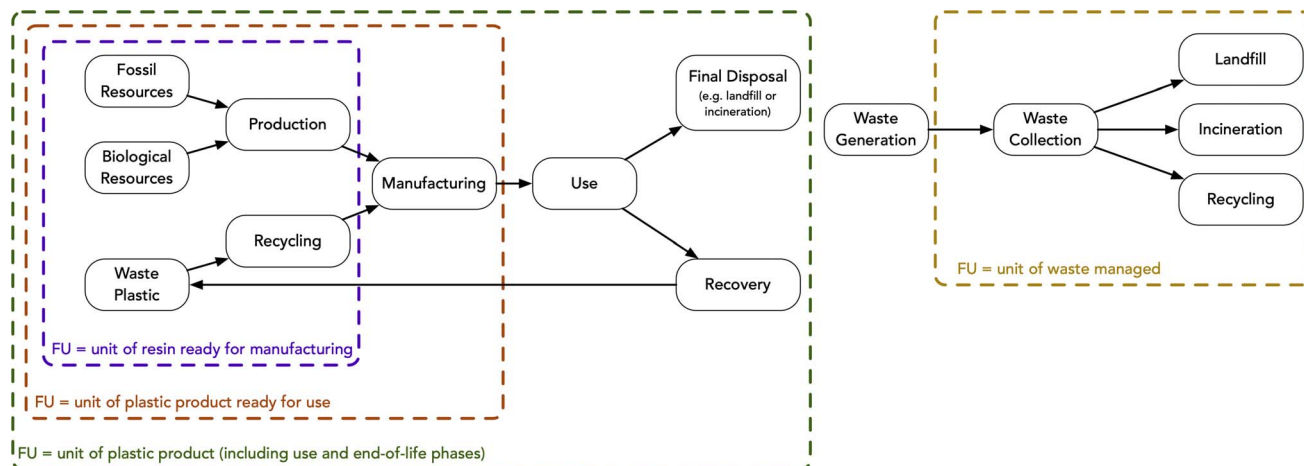 Fossil
Resources
Biological
Resources
Production
Waste
Plastic
Recycling
Manufacturing
Use
Final Disposal
(e.g. landfill or
incineration)
Recovery
FU = unit of resin ready for manufacturing
FU = unit of plastic product ready for use
FU = unit of plastic product (including use and end-of-life phases)
Waste
Generation
Waste
Collection
Landfill
Incineration
Recycling
FU = unit of waste managed